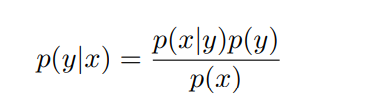 p(y|x) = p(x|y)p(y) / p(x)